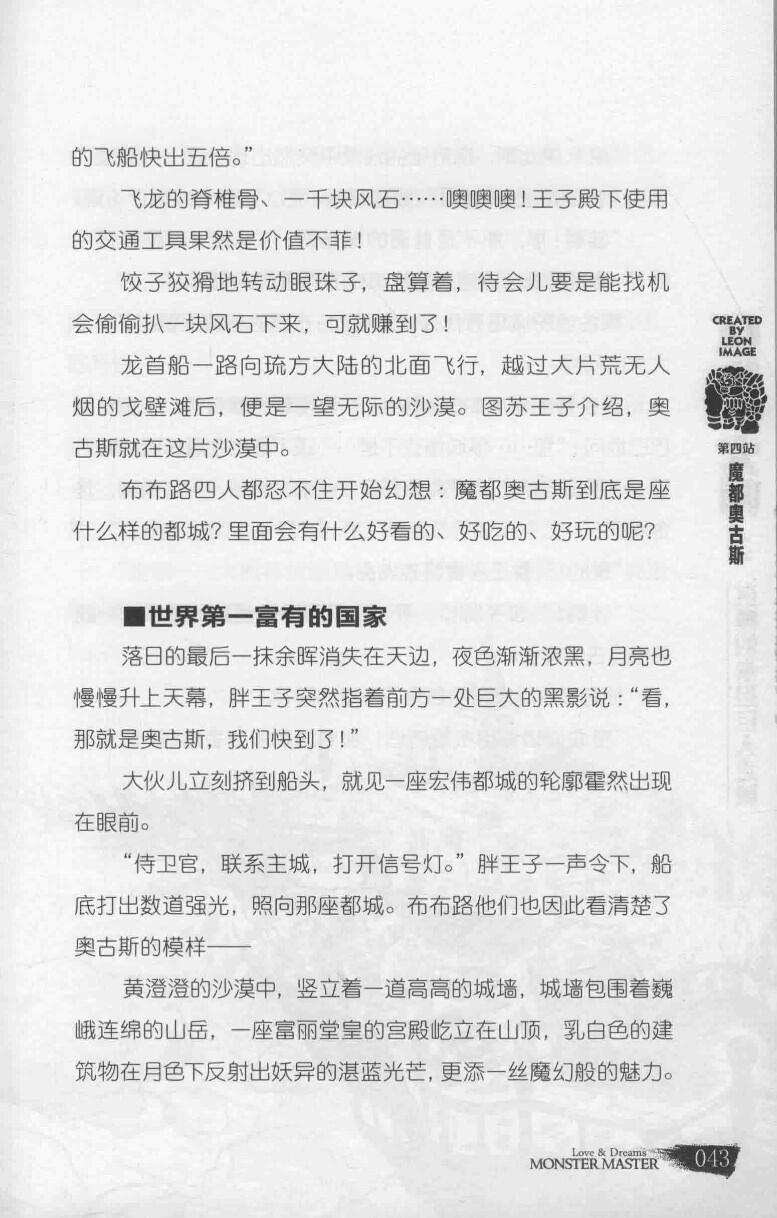 的飞船快出五倍。”
飞龙的脊椎骨、一千块风石……噢噢噢！王子殿下使用
的交通工具果然是价值不菲！
饺子狡猾地转动眼珠子，盘算着，待会儿要是能找机
会偷偷扒一块风石下来，可就赚到了！
龙首船一路向琉方大陆的北面飞行，越过大片荒无人
烟的戈壁滩后，便是一望无际的沙漠。图苏王子介绍，奥
古斯就在这片沙漠中。
布布路四人都忍不住开始幻想：魔都奥古斯到底是座
什么样的都城？里面会有什么好看的、好吃的、好玩的呢？
■世界第一富有的国家
落日的最后一抹余晖消失在天边，夜色渐渐浓黑，月亮也
慢慢升上天幕，胖王子突然指着前方一处巨大的黑影说：“看，
那就是奥古斯，我们快到了！”
大伙儿立刻挤到船头，就见一座宏伟都城的轮廓霍然出现
在眼前。
“侍卫官，联系主城，打开信号灯。”胖王子一声令下，船
底打出数道强光，照向那座都城。布布路他们也因此看清楚了
奥古斯的模样——
黄澄澄的沙漠中，竖立着一道高高的城墙，城墙包围着巍
峨连绵的山岳，一座富丽堂皇的宫殿屹立在山顶，乳白色的建
筑物在月色下反射出妖异的湛蓝光芒，更添一丝魔幻般的魅力。
CREATED
BY
LEON
IMAGE
第四站
魔都奥古斯
Love & Dreams
MONSTER MASTER
043